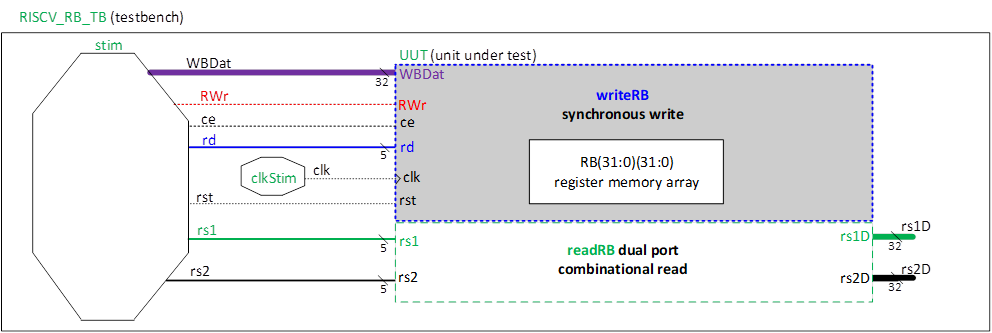 RISCV_RB_TB (testbench)
stim
UUT (unit under test)
WBDat
32
WBDat
writeRB
synchronous write
RWr
RWr
ce
ce
rd
5
rd
RB(31:0)(31:0)
register memory array
clkStim
clk
clk
rst
rst
rs1
5
rs1
readRB dual port
combinational read
rs1D
32
rs1D
rs2
5
rs2
rs2D
32
rs2D